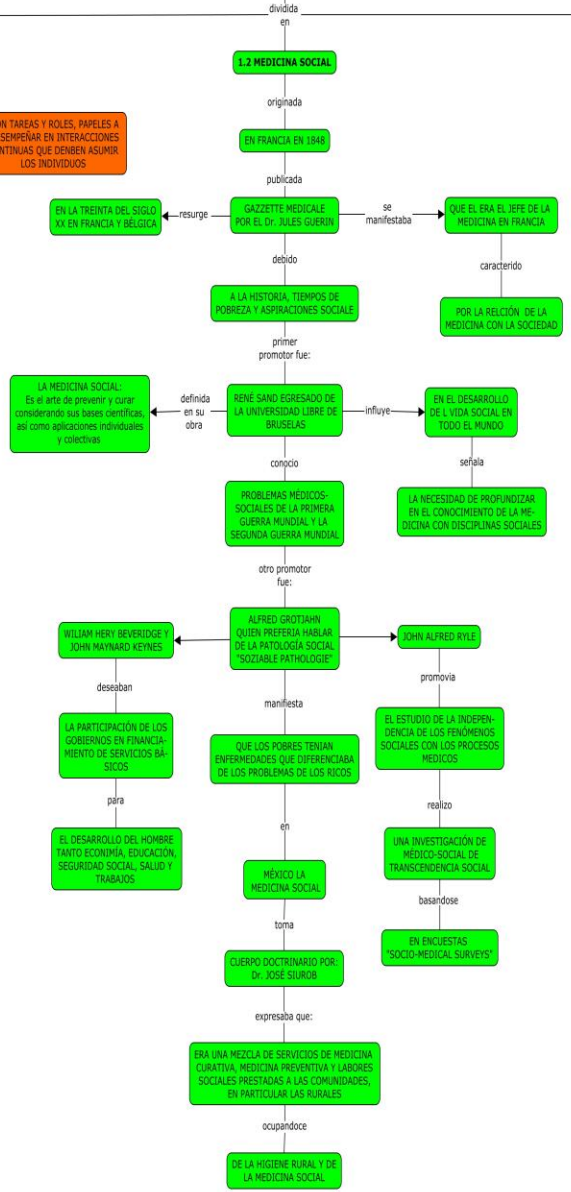 dividida
en
1.2 MEDICINA SOCIAL
originada
ON TAREAS Y ROLES, PAPELES A
SEMPEÑAR EN INTERACCIONES
NTINUAS QUE DENBEN ASUMIR
LOS INDIVIDUOS
EN FRANCIA EN 1848
publicada
EN LA TREINTA DEL SIGLO
XX EN FRANCIA Y BÉLGICA
resurge
GAZZETTE MEDICALE
POR EL Dr. JULES GUERIN
se
manifestaba
QUE EL ERA EL JEFE DE LA
MEDICINA EN FRANCIA
debido
caracterido
A LA HISTORIA, TIEMPOS DE
POBREZA Y ASPIRACIONES SOCIALE
POR LA RELCIÓN DE LA
MEDICINA CON LA SOCIEDAD
primer
promotor fue:
LA MEDICINA SOCIAL:
Es el arte de prevenir y curar
considerando sus bases científicas,
así como aplicaciones individuales
y colectivas
definida
en su
obra
RENÉ SAND EGRESADO DE
LA UNIVERSIDAD LIBRE DE
BRUSELAS
influye
EN EL DESARROLLO
DE L VIDA SOCIAL EN
TODO EL MUNDO
conocio
señala
PROBLEMAS MÉDICOS-
SOCIALES DE LA PRIMERA
GUERRA MUNDIAL Y LA
SEGUNDA GUERRA MUNDIAL
LA NECESIDAD DE PROFUNDIZAR
EN EL CONOCIMIENTO DE LA ME-
DICINA CON DISCIPLINAS SOCIALES
otro promotor
fue:
WILIAM HERY BEVERIDGE Y
JOHN MAYNARD KEYNES
ALFRED GROTJAHN
QUIEN PREFERIA HABLAR
DE LA PATOLOGÍA SOCIAL
"SOZIABLE PATHOLOGIE"
JOHN ALFRED RYLE
deseaban
manifiesta
promovia
LA PARTICIPACIÓN DE LOS
GOBIERNOS EN FINANCIA-
MIENTO DE SERVICIOS BÁ-
SICOS
QUE LOS POBRES TENIAN
ENFERMEDADES QUE DIFERENCIABA
DE LOS PROBLEMAS DE LOS RICOS
EL ESTUDIO DE LA INDEPEN-
DENCIA DE LOS FENÓMENOS
SOCIALES CON LOS PROCESOS
MEDICOS
para
en
realizo
EL DESARROLLO DEL HOMBRE
TANTO ECONIMÍA, EDUCACIÓN,
SEGURIDAD SOCIAL, SALUD Y
TRABAJOS
MÉXICO LA
MEDICINA SOCIAL
UNA INVESTIGACIÓN DE
MÉDICO-SOCIAL DE
TRANSCENDENCIA SOCIAL
toma
basandose
CUERPO DOCTRINARIO POR:
Dr. JOSÉ SIUROB
EN ENCUESTAS
"SOCIO-MEDICAL SURVEYS"
expresaba que:
ERA UNA MEZCLA DE SERVICIOS DE MEDICINA
CURATIVA, MEDICINA PREVENTIVA Y LABORES
SOCIALES PRESTADAS A LAS COMUNIDADES,
EN PARTICULAR LAS RURALES
ocupandoce
DE LA HIGIENE RURAL Y DE
LA MEDICINA SOCIAL